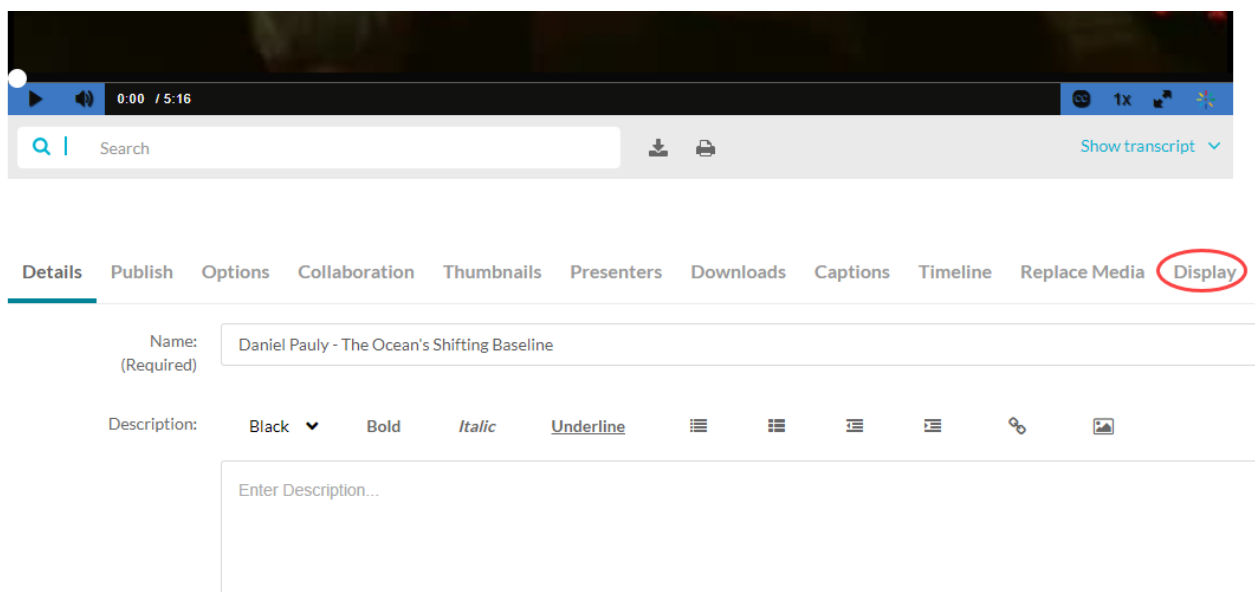 0:00 / 5:16 CC 1x
Search Show transcript
Details Publish Options Collaboration Thumbnails Presenters Downloads Captions Timeline Replace Media Display
Name: Daniel Pauly - The Ocean's Shifting Baseline
(Required)
Description: Black Bold Italic Underline
Enter Description...